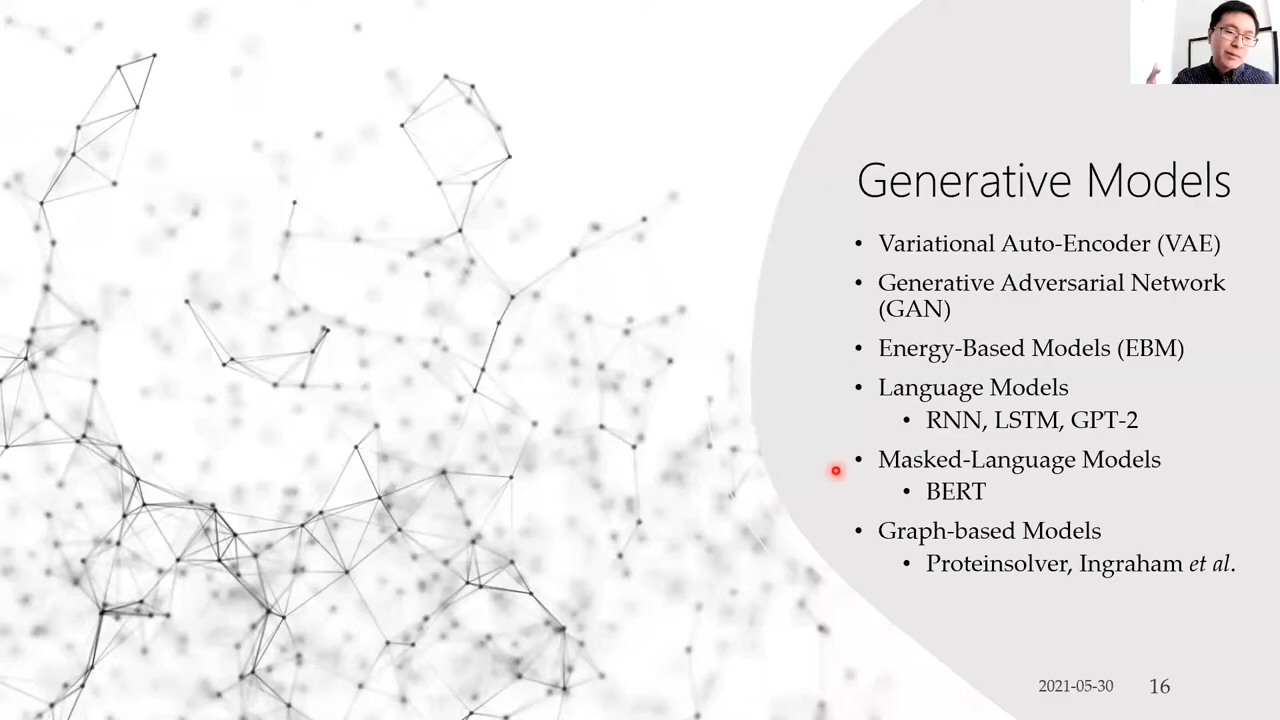 Generative Models
• Variational Auto-Encoder (VAE)
• Generative Adversarial Network
(GAN)
• Energy-Based Models (EBM)
• Language Models
• RNN, LSTM, GPT-2
• Masked-Language Models
• BERT
• Graph-based Models
• Proteinsolver, Ingraham et al.
2021-05-30 16